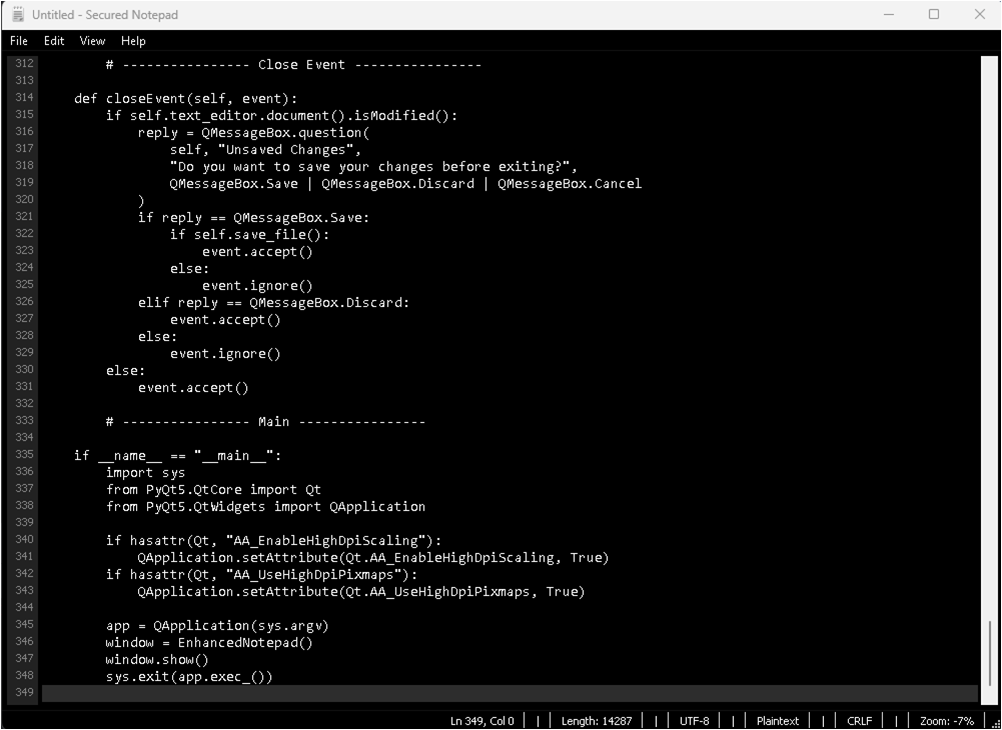 Untitled - Secured Notepad
File Edit View Help
312         # ---------------- Close Event ----------------
313
314     def closeEvent(self, event):
315         if self.text_editor.document().isModified():
316             reply = QMessageBox.question(
317                 self, "Unsaved Changes",
318                 "Do you want to save your changes before exiting?",
319                 QMessageBox.Save | QMessageBox.Discard | QMessageBox.Cancel
320             )
321             if reply == QMessageBox.Save:
322                 if self.save_file():
323                     event.accept()
324                 else:
325                     event.ignore()
326             elif reply == QMessageBox.Discard:
327                 event.accept()
328             else:
329                 event.ignore()
330         else:
331             event.accept()
332
333         # ---------------- Main ----------------
334
335     if __name__ == "__main__":
336         import sys
337         from PyQt5.QtCore import Qt
338         from PyQt5.QtWidgets import QApplication
339
340         if hasattr(Qt, "AA_EnableHighDpiScaling"):
341             QApplication.setAttribute(Qt.AA_EnableHighDpiScaling, True)
342         if hasattr(Qt, "AA_UseHighDpiPixmaps"):
343             QApplication.setAttribute(Qt.AA_UseHighDpiPixmaps, True)
344
345         app = QApplication(sys.argv)
346         window = EnhancedNotepad()
347         window.show()
348         sys.exit(app.exec_())
349
Ln 349, Col 0 | | | Length: 14287 | | | UTF-8 | | | Plaintext | | | CRLF | | | Zoom: -7%